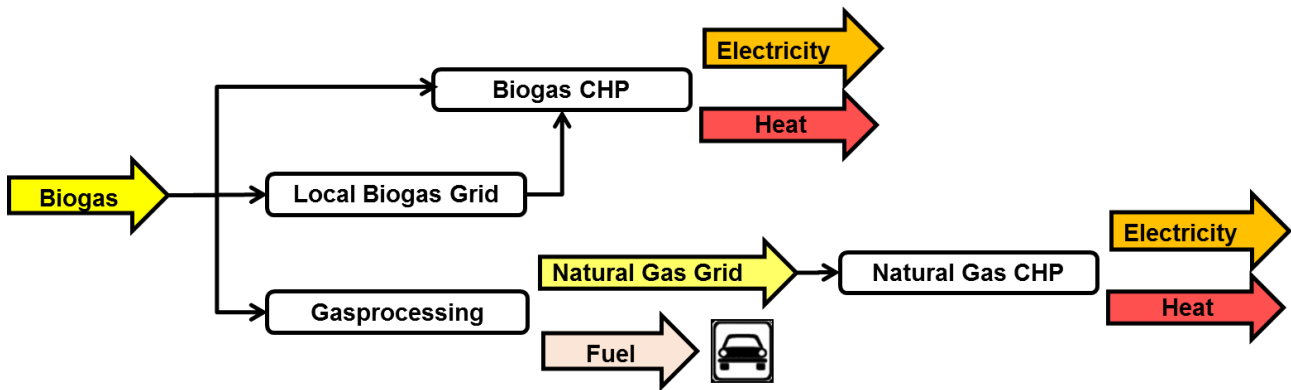 Electricity
Biogas CHP
Heat
Biogas
Local Biogas Grid
Electricity
Natural Gas Grid
Natural Gas CHP
Gasprocessing
Heat
Fuel